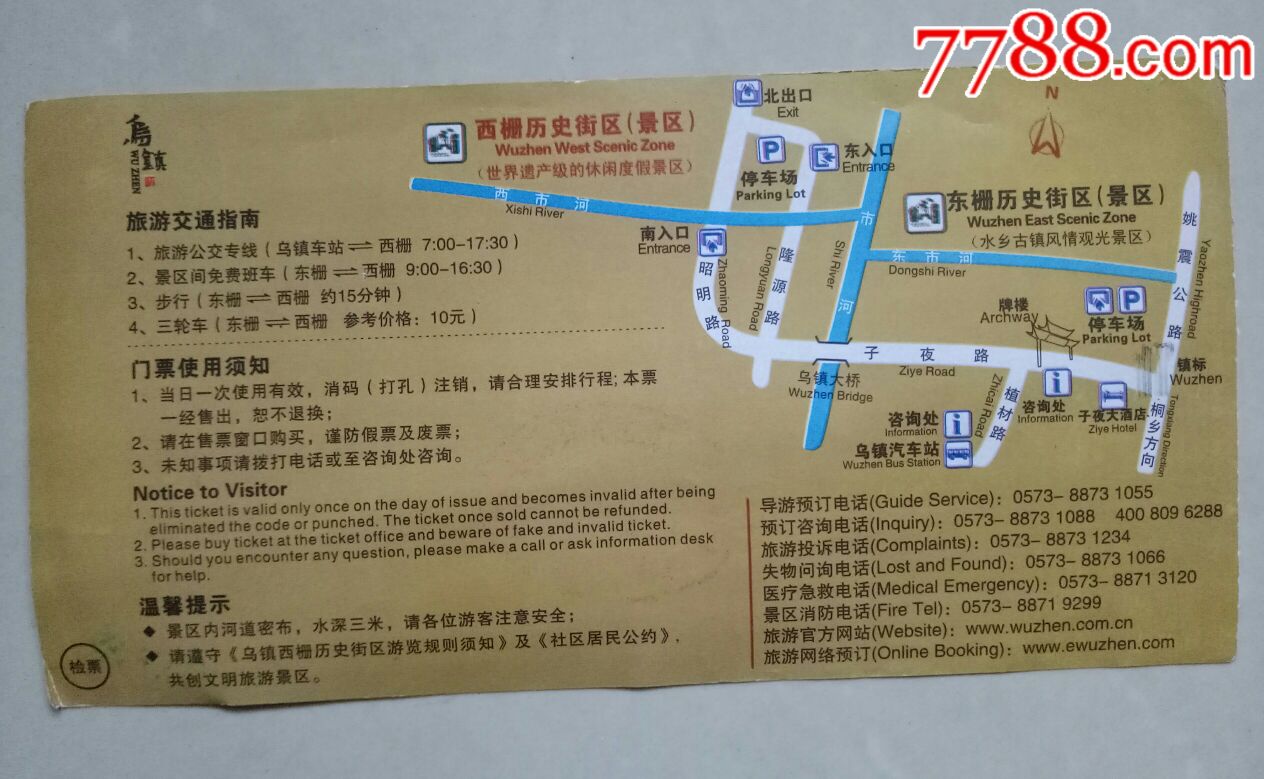 7788.com
乌镇
WU ZHEN
旅游交通指南
1、旅游公交专线(乌镇车站⇌西栅 7:00-17:30)
2、景区间免费班车(东栅⇌西栅 9:00-16:30)
3、步行(东栅⇌西栅 约15分钟)
4、三轮车(东栅⇌西栅 参考价格:10元)
门票使用须知
1、当日一次使用有效,消码(打孔)注销,请合理安排行程;本票
一经售出,恕不退换;
2、请在售票窗口购买,谨防假票及废票;
3、未知事项请拨打电话或至咨询处咨询。
Notice to Visitor
1. This ticket is valid only once on the day of issue and becomes invalid after being
eliminated the code or punched. The ticket once sold cannot be refunded.
2. Please buy ticket at the ticket office and beware of fake and invalid ticket.
3. Should you encounter any question, please make a call or ask information desk
for help.
温馨提示
◆ 景区内河道密布,水深三米,请各位游客注意安全;
◆ 请遵守《乌镇西栅历史街区游览规则须知》及《社区居民公约》,
共创文明旅游景区。
检票
西栅历史街区(景区)
Wuzhen West Scenic Zone
(世界遗产级的休闲度假景区)
北出口
Exit
P
停车场
Parking Lot
东入口
Entrance
N
西市河
Xishi River
东栅历史街区(景区)
Wuzhen East Scenic Zone
(水乡古镇风情观光景区)
南入口
Entrance
昭明路
Zhaoming Road
隆源路
Longyuan Road
市河
Shi River
东市河
Dongshi River
姚震公路
Yaozhen Highroad
牌楼
Archway
P
停车场
Parking Lot
子夜路
Ziye Road
乌镇大桥
Wuzhen Bridge
镇标
Wuzhen
植材路
Zhicai Road
咨询处
Information
子夜大酒店
Ziye Hotel
桐乡方向
Tongxiang Direction
咨询处
Information
乌镇汽车站
Wuzhen Bus Station
导游预订电话(Guide Service):0573-8873 1055
预订咨询电话(Inquiry):0573-8873 1088 400 809 6288
旅游投诉电话(Complaints):0573-8873 1234
失物问询电话(Lost and Found):0573-8873 1066
医疗急救电话(Medical Emergency):0573-8871 3120
景区消防电话(Fire Tel):0573-8871 9299
旅游官方网站(Website):www.wuzhen.com.cn
旅游网络预订(Online Booking):www.ewuzhen.com